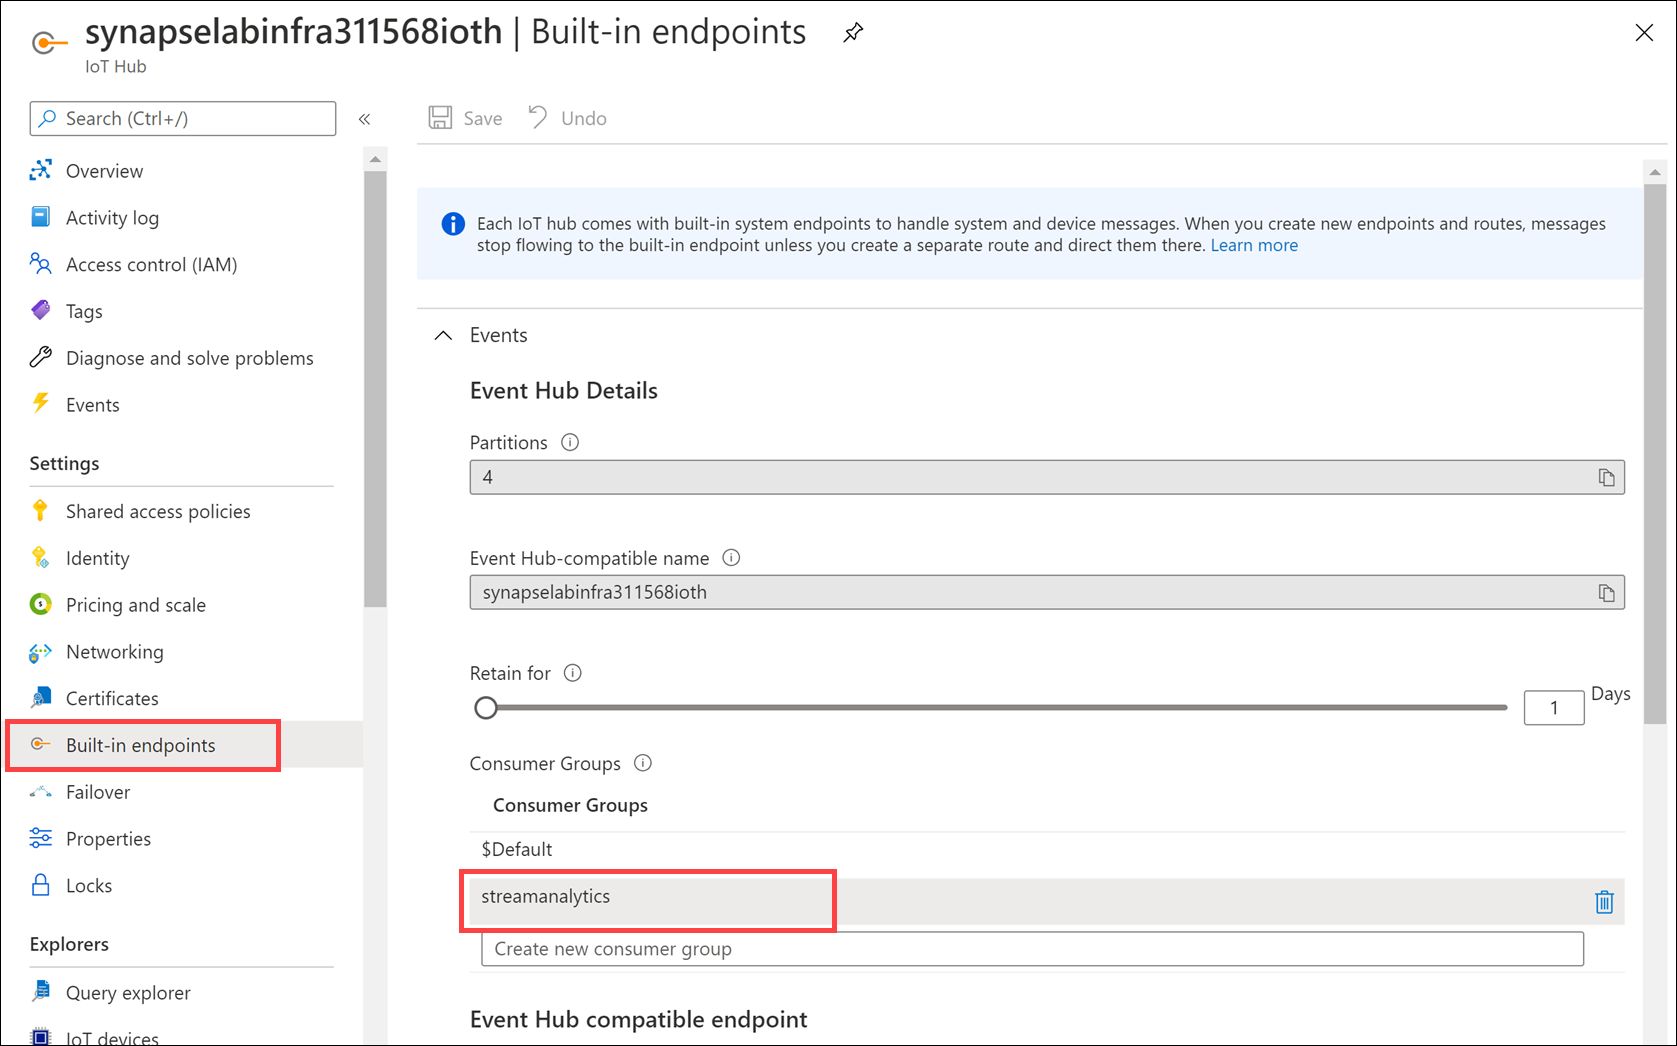 synapselabinfra311568ioth | Built-in endpoints
IoT Hub
Search (Ctrl+/)
«
Save
Undo
Overview
Activity log
Access control (IAM)
Tags
Diagnose and solve problems
Events
Settings
Shared access policies
Identity
Pricing and scale
Networking
Certificates
Built-in endpoints
Failover
Properties
Locks
Explorers
Query explorer
IoT devices
Each IoT hub comes with built-in system endpoints to handle system and device messages. When you create new endpoints and routes, messages
stop flowing to the built-in endpoint unless you create a separate route and direct them there. Learn more
Events
Event Hub Details
Partitions
4
Event Hub-compatible name
synapselabinfra311568ioth
Retain for
1 Days
Consumer Groups
Consumer Groups
$Default
streamanalytics
Create new consumer group
Event Hub compatible endpoint